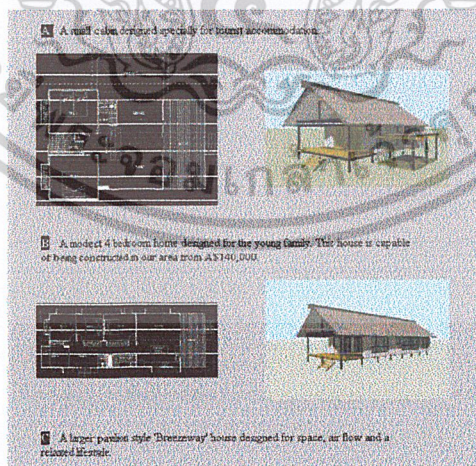 A A small cabin designed specially for tourist accommodation.
B A modest 4 bedroom home designed for the young family. This house is capable
of being constructed in our area from A$140,000.
C A larger pavilion style 'Breezeway' house designed for space, air flow and a
relaxed lifestyle.